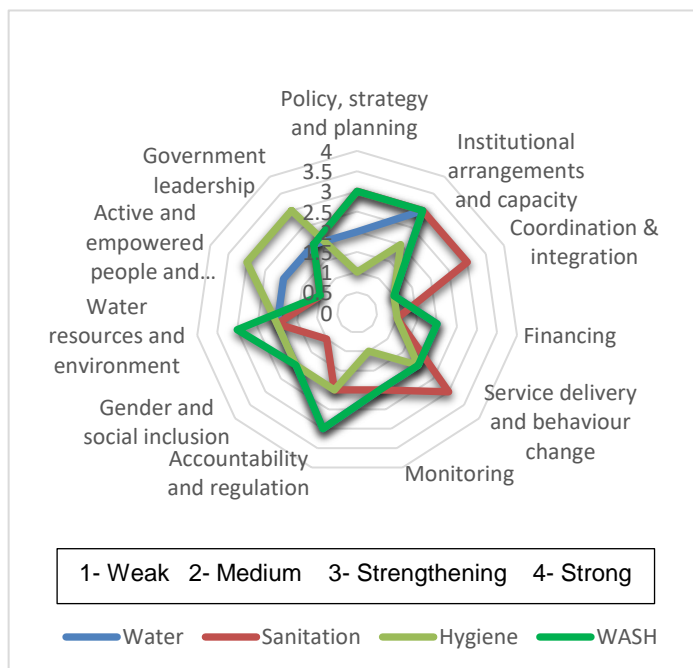 Policy, strategy
and planning
Institutional
arrangements
and capacity
Coordination &
integration
Financing
Service delivery
and behaviour
change
Monitoring
Accountability
and regulation
Gender and
social inclusion
Water
resources and
environment
Active and
empowered
people and...
Government
leadership
4
3.5
3
2.5
2
1.5
1
0.5
0
1- Weak 2- Medium 3- Strengthening 4- Strong
Water Sanitation Hygiene WASH